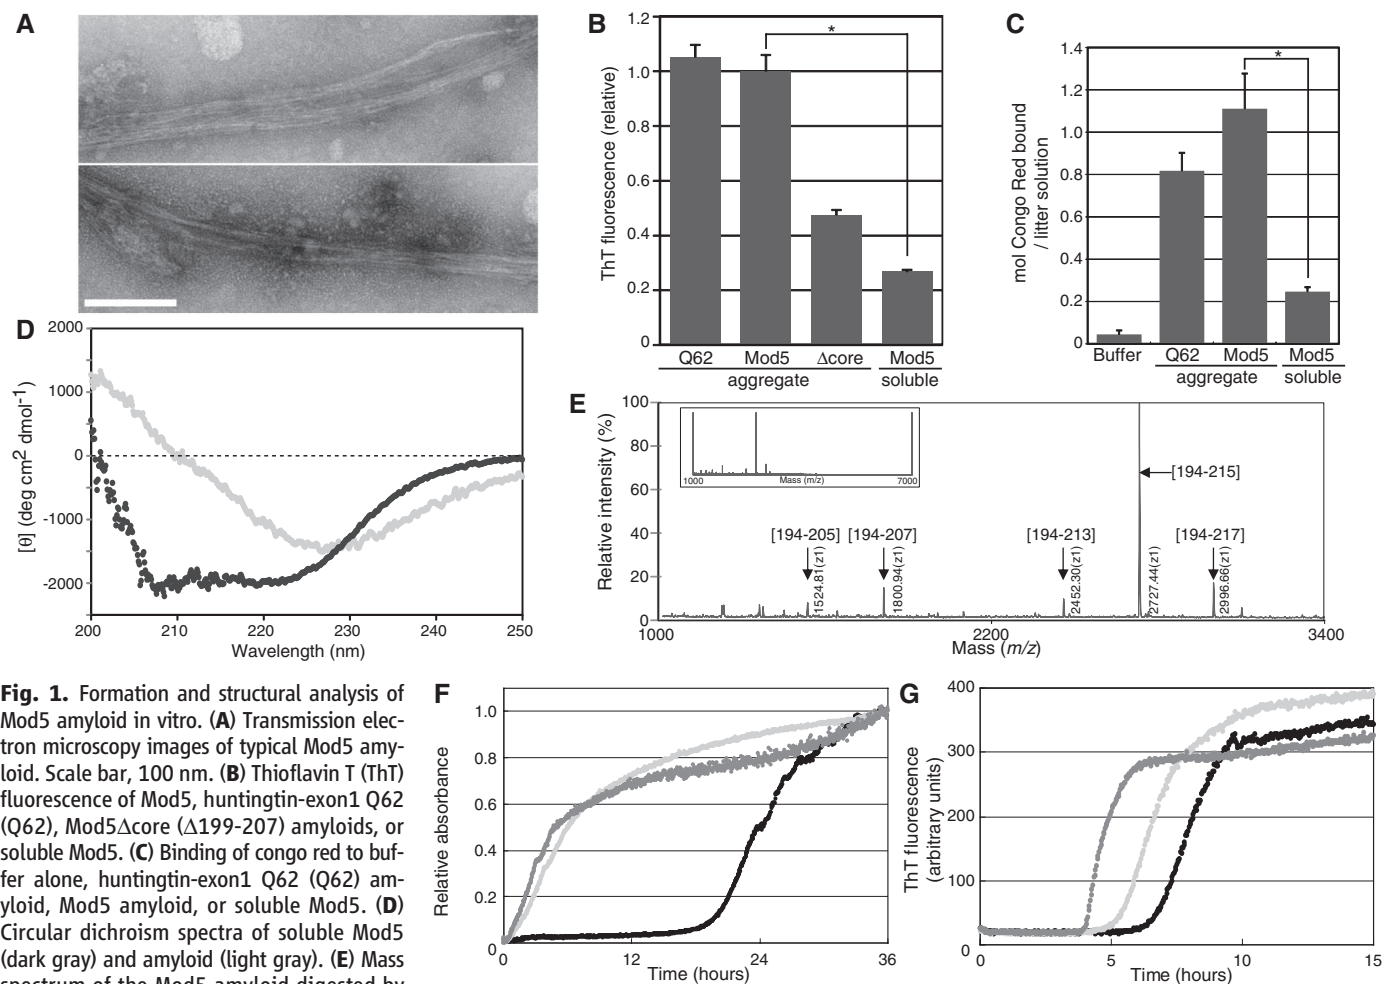 A
B
C
1.2
1.0
0.8
0.6
0.4
0.2
0
ThT fluorescence (relative)
*
Q62 Mod5 Δcore Mod5
aggregate soluble
1.4
1.2
1.0
0.8
0.6
0.4
0.2
0
mol Congo Red bound
/ litter solution
*
Buffer Q62 Mod5 Mod5
aggregate soluble
D
2000
1000
0
-1000
-2000
[θ] (deg cm2 dmol-1)
200 210 220 230 240 250
Wavelength (nm)
E
100
80
60
40
20
0
Relative intensity (%)
1000 Mass (m/z) 7000
[194-205] [194-207] [194-213] [194-215] [194-217]
1524.81(z1) 1800.94(z1) 2452.30(z1) 2727.44(z1) 2996.66(z1)
1000 2200 3400
Mass (m/z)
Fig. 1. Formation and structural analysis of
Mod5 amyloid in vitro. (A) Transmission elec-
tron microscopy images of typical Mod5 amy-
loid. Scale bar, 100 nm. (B) Thioflavin T (ThT)
fluorescence of Mod5, huntingtin-exon1 Q62
(Q62), Mod5Δcore (Δ199-207) amyloids, or
soluble Mod5. (C) Binding of congo red to buf-
fer alone, huntingtin-exon1 Q62 (Q62) am-
yloid, Mod5 amyloid, or soluble Mod5. (D)
Circular dichroism spectra of soluble Mod5
(dark gray) and amyloid (light gray). (E) Mass
spectrum of the Mod5 amyloid digested by
F
1.0
0.8
0.6
0.4
0.2
0
Relative absorbance
0 12 24 36
Time (hours)
G
400
300
200
100
0
ThT fluorescence
(arbitrary units)
0 5 10 15
Time (hours)